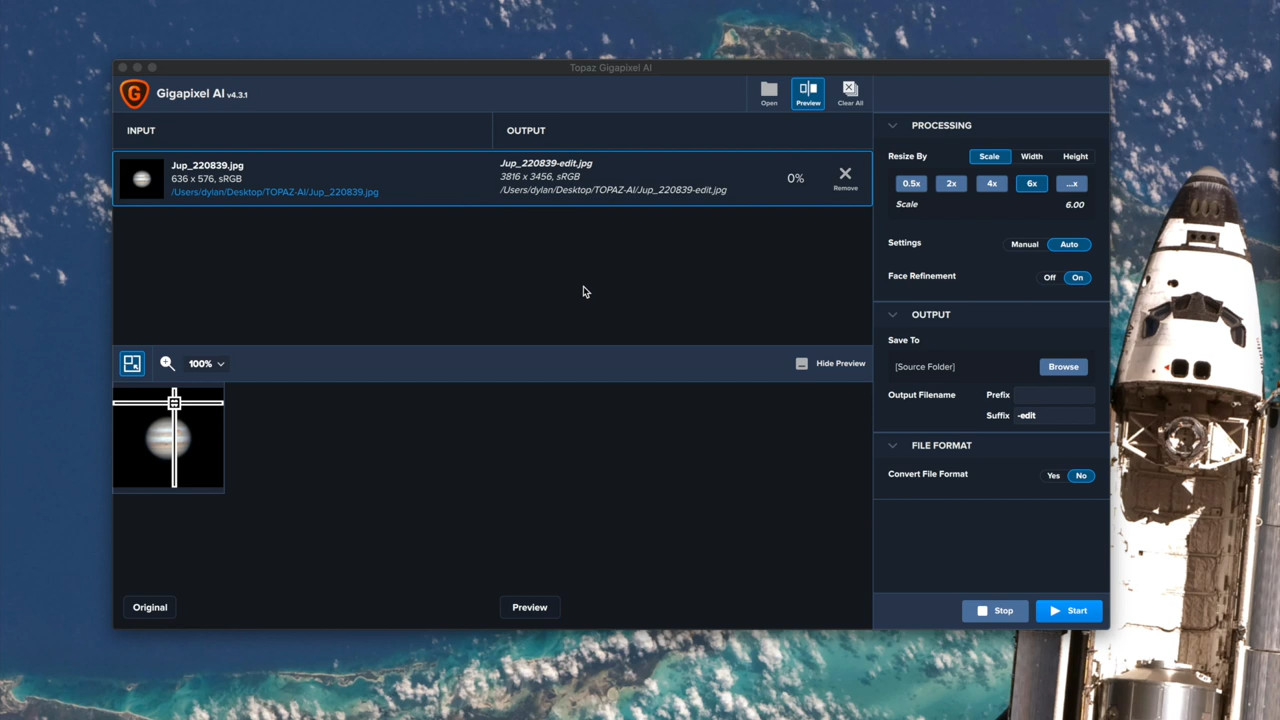 Topaz Gigapixel AI
Gigapixel AI v4.3.1
Open
Preview
Clear All
INPUT
OUTPUT
Jup_220839.jpg
636 x 576, sRGB
/Users/dylan/Desktop/TOPAZ-AI/Jup_220839.jpg
Jup_220839-edit.jpg
3816 x 3456, sRGB
/Users/dylan/Desktop/TOPAZ-AI/Jup_220839-edit.jpg
0%
Remove
100%
Hide Preview
Original
Preview
PROCESSING
Resize By
Scale
Width
Height
0.5x
2x
4x
6x
...x
Scale
6.00
Settings
Manual
Auto
Face Refinement
Off
On
OUTPUT
Save To
[Source Folder]
Browse
Output Filename
Prefix
Suffix
-edit
FILE FORMAT
Convert File Format
Yes
No
Stop
Start